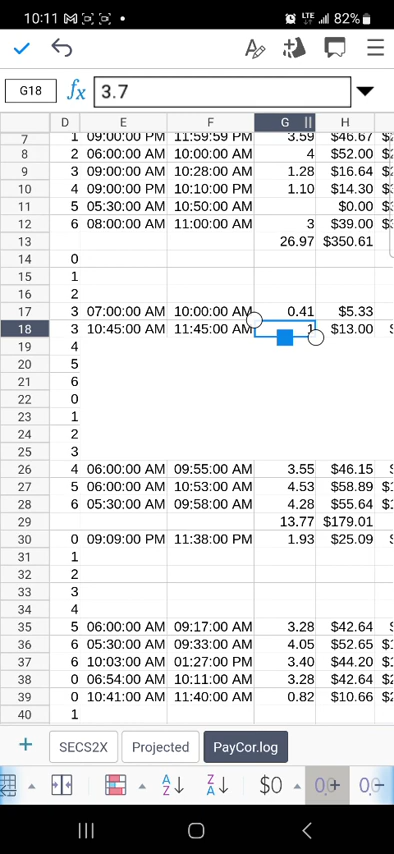 10:11 LTE 82%
G18 fx 3.7
D E F G H
7 1 09:00:00 PM 11:59:59 PM 3.59 $46.67
8 2 06:00:00 AM 10:00:00 AM 4 $52.00
9 3 09:00:00 AM 10:28:00 AM 1.28 $16.64
10 4 09:00:00 PM 10:10:00 PM 1.10 $14.30
11 5 05:30:00 AM 10:50:00 AM $0.00
12 6 08:00:00 AM 11:00:00 AM 3 $39.00
13 26.97 $350.61
14 0
15 1
16 2
17 3 07:00:00 AM 10:00:00 AM 0.41 $5.33
18 3 10:45:00 AM 11:45:00 AM 1 $13.00
19 4
20 5
21 6
22 0
23 1
24 2
25 3
26 4 06:00:00 AM 09:55:00 AM 3.55 $46.15
27 5 06:00:00 AM 10:53:00 AM 4.53 $58.89
28 6 05:30:00 AM 09:58:00 AM 4.28 $55.64
29 13.77 $179.01
30 0 09:09:00 PM 11:38:00 PM 1.93 $25.09
31 1
32 2
33 3
34 4
35 5 06:00:00 AM 09:17:00 AM 3.28 $42.64
36 6 05:30:00 AM 09:33:00 AM 4.05 $52.65
37 6 10:03:00 AM 01:27:00 PM 3.40 $44.20
38 0 06:54:00 AM 10:11:00 AM 3.28 $42.64
39 0 10:41:00 AM 11:40:00 AM 0.82 $10.66
40 1
+ SECS2X Projected PayCor.log
A Z Z A $0 0.0+ 0.0-